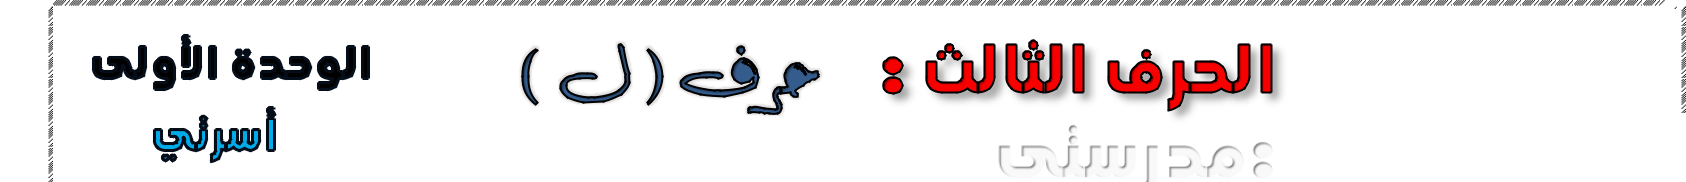 الحرف الثالث : حرف ( ل ) الوحدة الأولى
أسرتي
:مدرستي